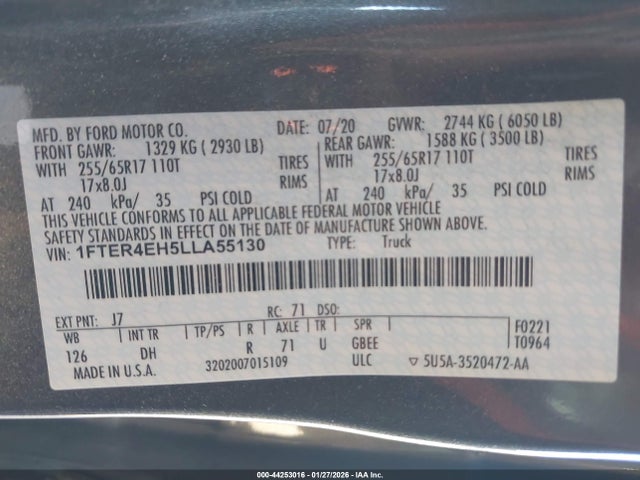 MFD. BY FORD MOTOR CO. DATE: 07/20 GVWR: 2744 KG ( 6050 LB)
FRONT GAWR: 1329 KG ( 2930 LB) REAR GAWR: 1588 KG ( 3500 LB)
WITH 255/65R17 110T TIRES WITH 255/65R17 110T TIRES
17x8.0J RIMS 17x8.0J RIMS
AT 240 kPa/ 35 PSI COLD AT 240 kPa/ 35 PSI COLD
THIS VEHICLE CONFORMS TO ALL APPLICABLE FEDERAL MOTOR VEHICLE
SAFETY STANDARDS IN EFFECT ON THE DATE OF MANUFACTURE SHOWN ABOVE.
VIN: 1FTER4EH5LLA55130 TYPE: Truck
EXT PNT: J7 RC: 71 DSO:
WB INT TR TP/PS R AXLE TR SPR F0221
126 DH R 71 U GBEE T0964
MADE IN U.S.A. 3202007015109 ULC ▽ 5U5A-3520472-AA
000-44253016 - 01/27/2026 - © IAA Inc.